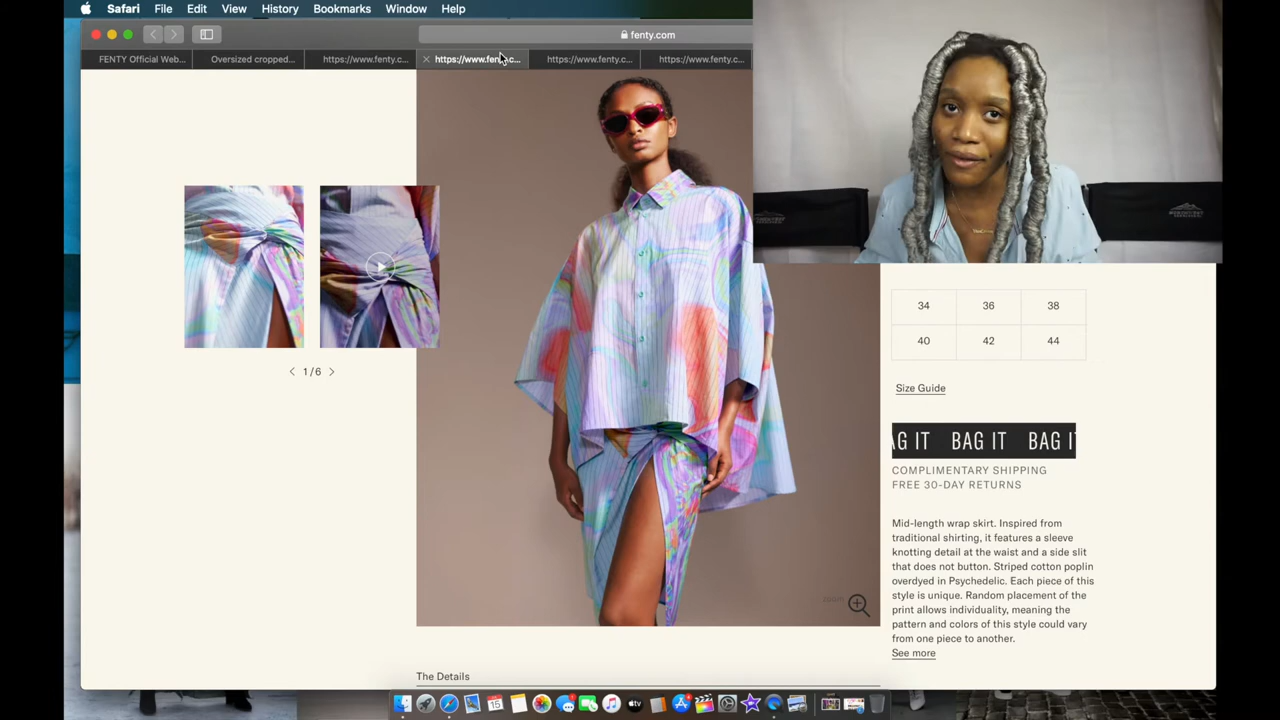 Safari File Edit View History Bookmarks Window Help
fenty.com
FENTY Official Web...
Oversized cropped...
https://www.fenty.c...
https://www.fenty.c...
https://www.fenty.c...
https://www.fenty.c...
34 36 38
40 42 44
1/6
Size Guide
AG IT BAG IT BAG IT
COMPLIMENTARY SHIPPING
FREE 30-DAY RETURNS
Mid-length wrap skirt. Inspired from
traditional shirting, it features a sleeve
knotting detail at the waist and a side slit
that does not button. Striped cotton poplin
overdyed in Psychedelic. Each piece of this
style is unique. Random placement of the
print allows individuality, meaning the
pattern and colors of this style could vary
from one piece to another.
See more
The Details